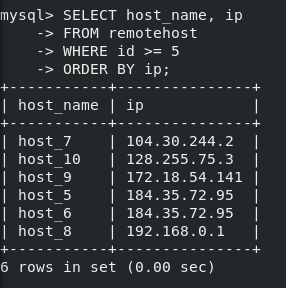 mysql> SELECT host_name, ip
    -> FROM remotehost
    -> WHERE id >= 5
    -> ORDER BY ip;
+-----------+---------------+
| host_name | ip            |
+-----------+---------------+
| host_7    | 104.30.244.2  |
| host_10   | 128.255.75.3  |
| host_9    | 172.18.54.141 |
| host_5    | 184.35.72.95  |
| host_6    | 184.35.72.95  |
| host_8    | 192.168.0.1   |
+-----------+---------------+
6 rows in set (0.00 sec)